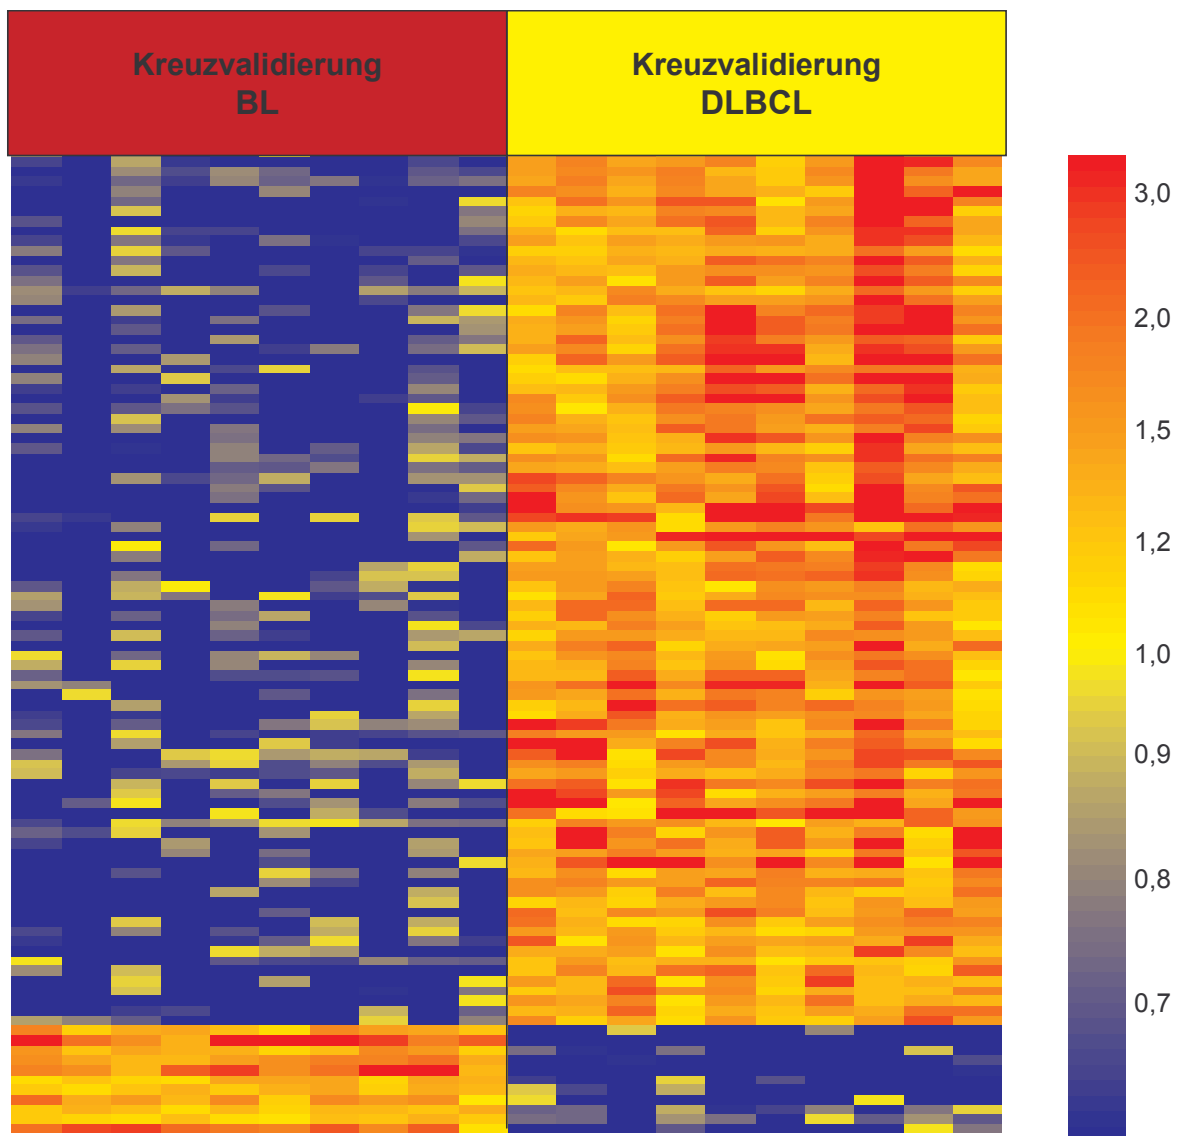 Kreuzvalidierung
BL
Kreuzvalidierung
DLBCL
3,0
2,0
1,5
1,2
1,0
0,9
0,8
0,7